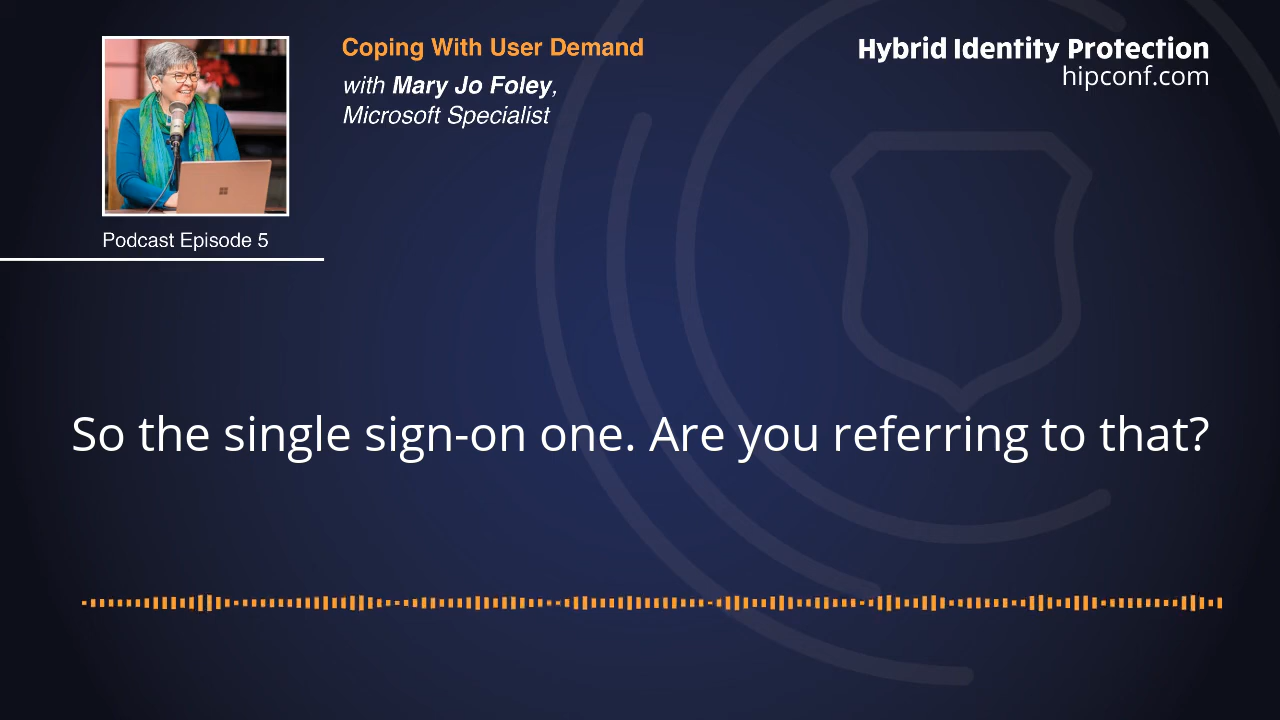 Coping With User Demand
with Mary Jo Foley,
Microsoft Specialist
Hybrid Identity Protection
hipconf.com
Podcast Episode 5
So the single sign-on one. Are you referring to that?